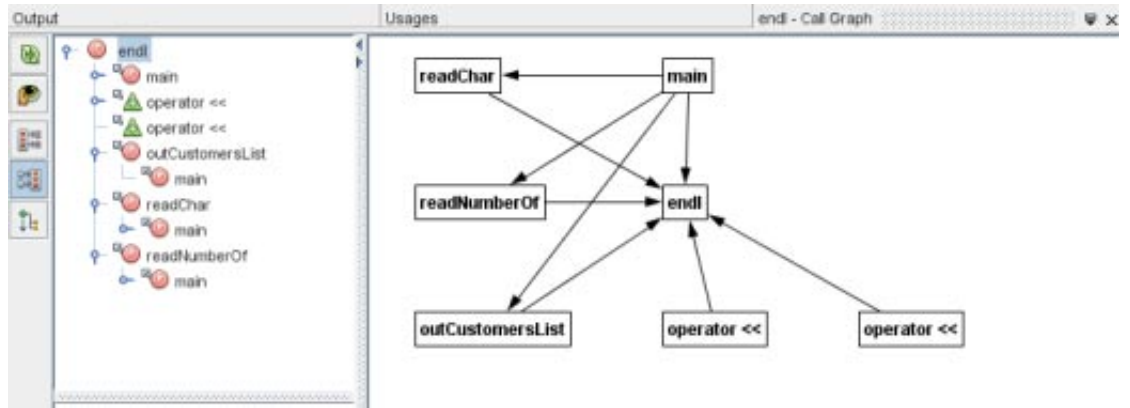 Output
Usages
endl - Call Graph
endl
main
operator <<
operator <<
outCustomersList
main
readChar
main
readNumberOf
main
readChar
main
readNumberOf
endl
outCustomersList
operator <<
operator <<